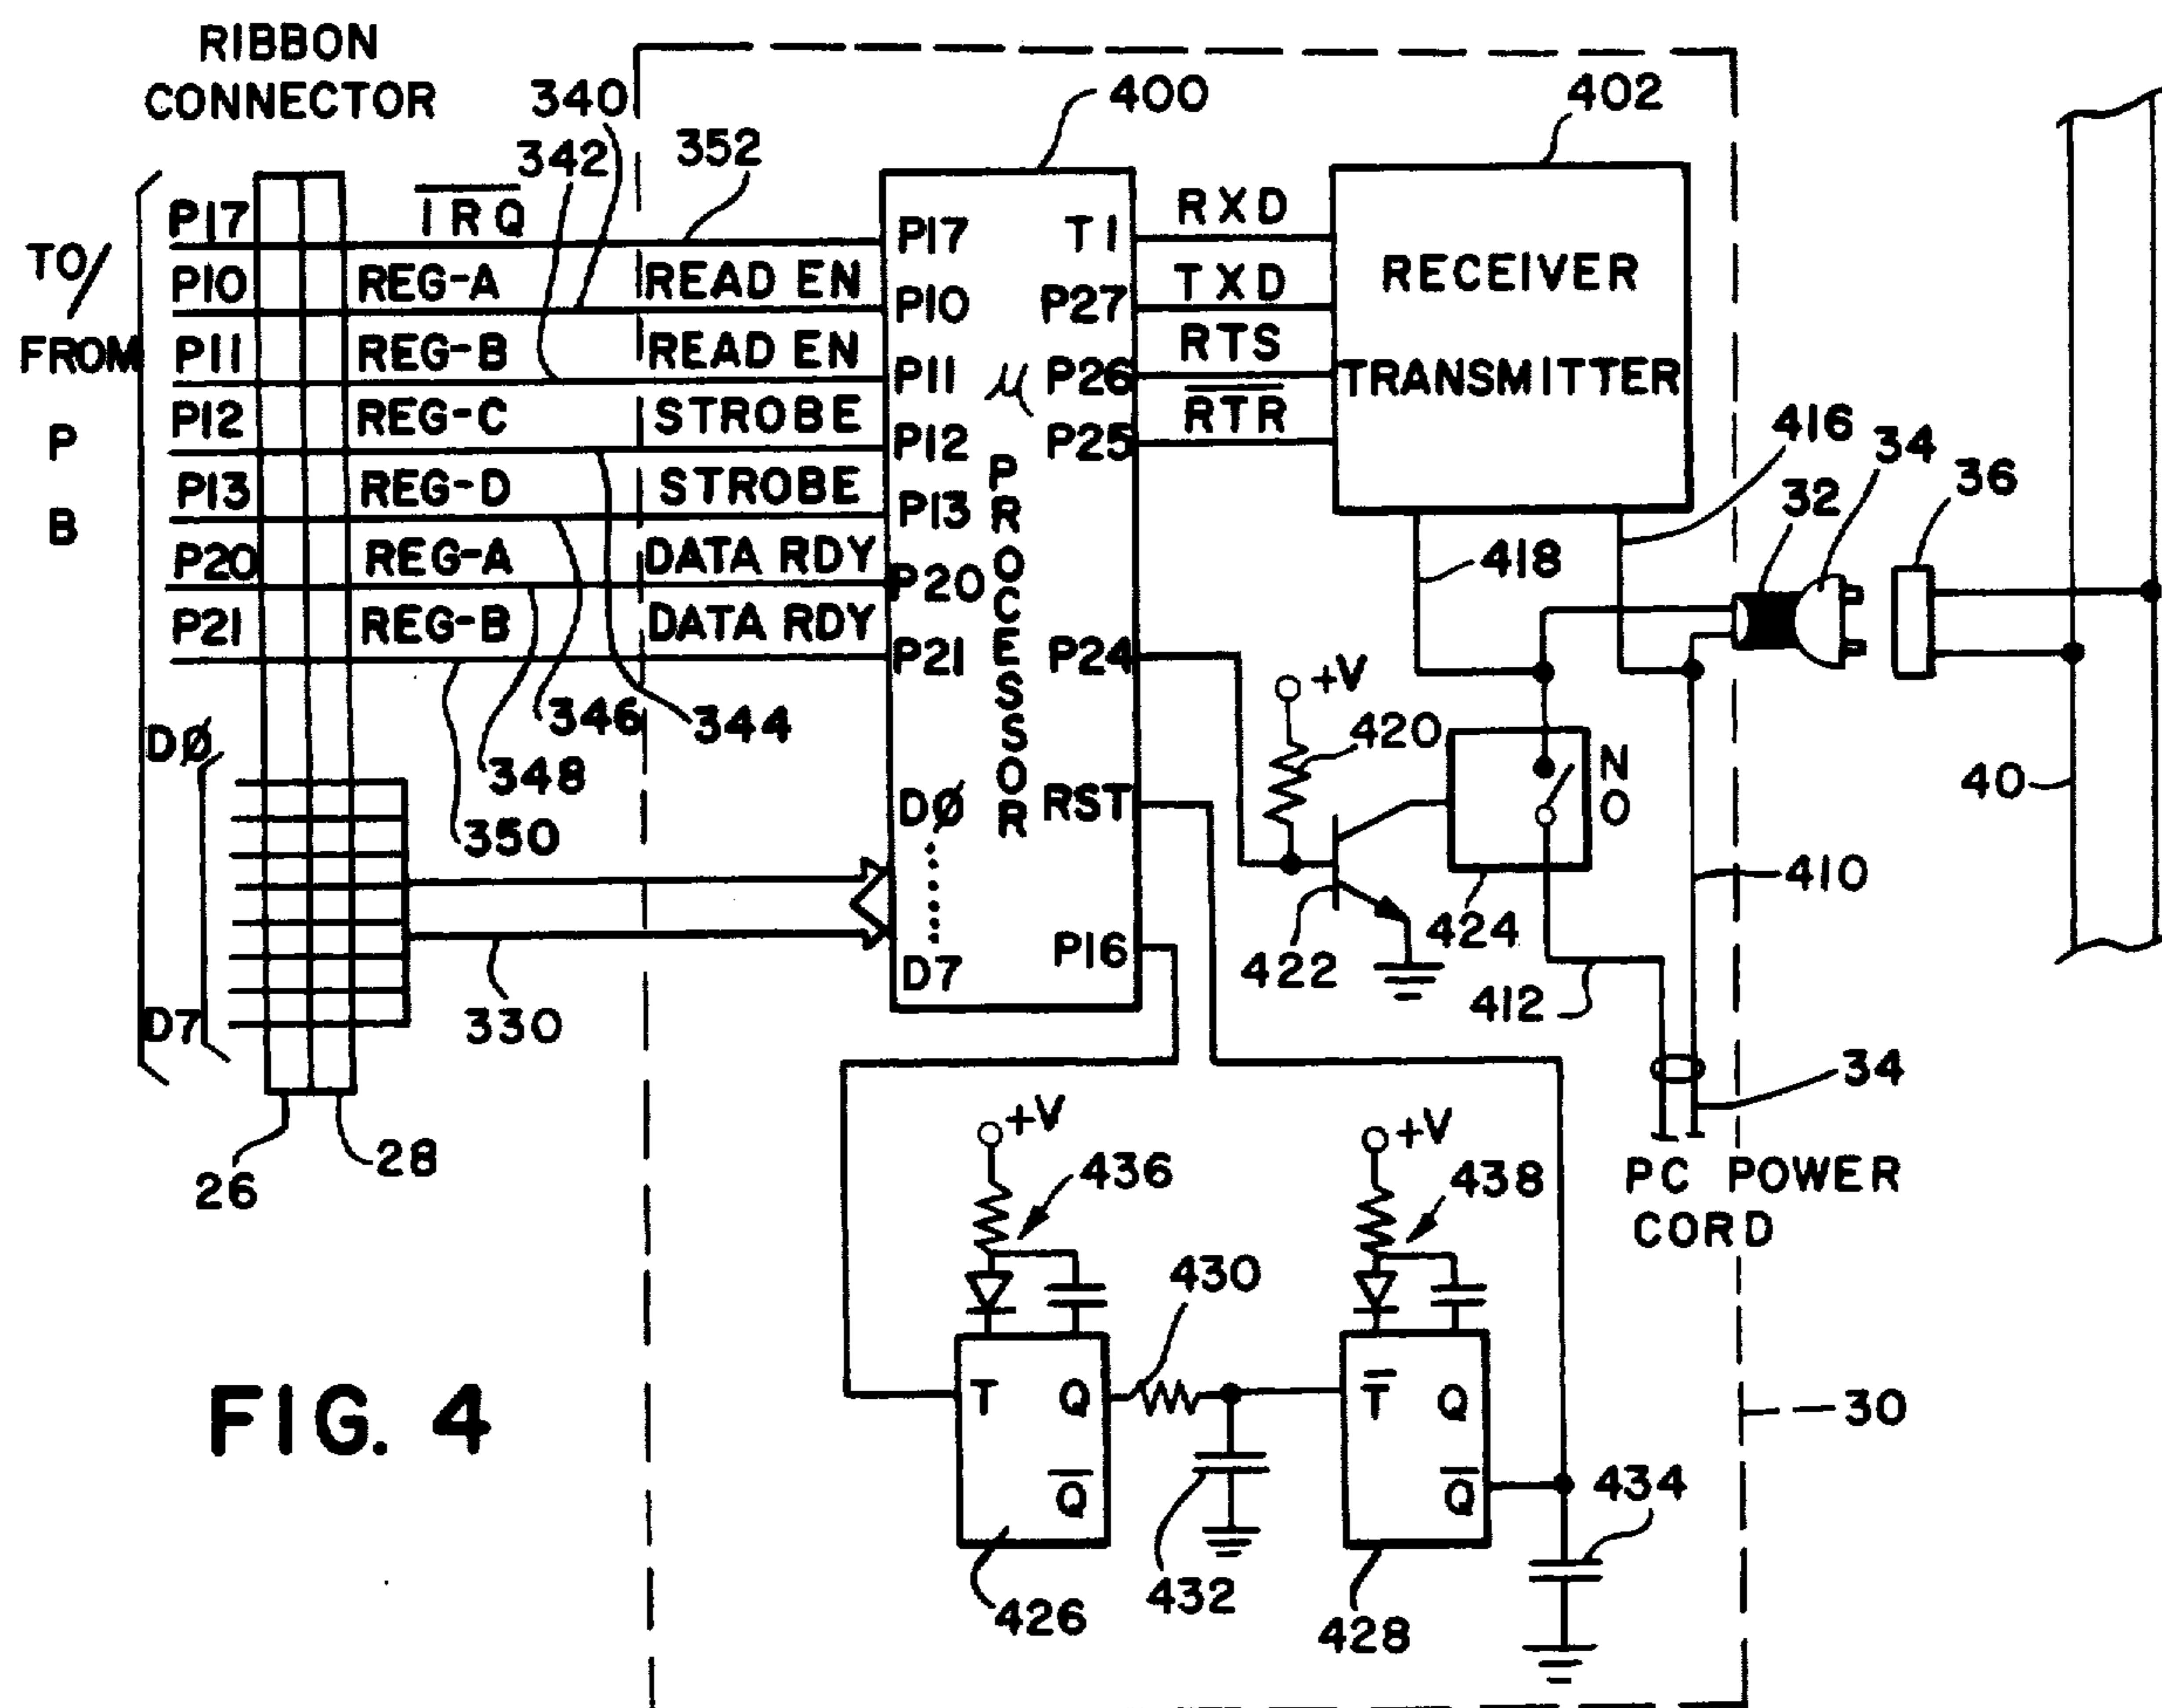 RIBBON
CONNECTOR
340
342
352
400
402
TO/
FROM
P
B
P17
P10
P11
P12
P13
P20
P21
IRQ
REG-A READ EN
REG-B READ EN
REG-C STROBE
REG-D STROBE
REG-A DATA RDY
REG-B DATA RDY
P17
P10
P11
P12
P13
P20
P21
μ PROCESSOR
T1
P27
P26
P25
P24
RST
P16
DØ
D7
RXD
TXD
RTS
RTR
RECEIVER
TRANSMITTER
416
34
32
36
418
+V
420
NO
40
410
422
424
412
34
PC POWER
CORD
DØ
D7
346
344
348
350
330
26
28
+V
436
+V
438
430
T
Q
Q
T
Q
Q
432
434
426
428
30
FIG. 4